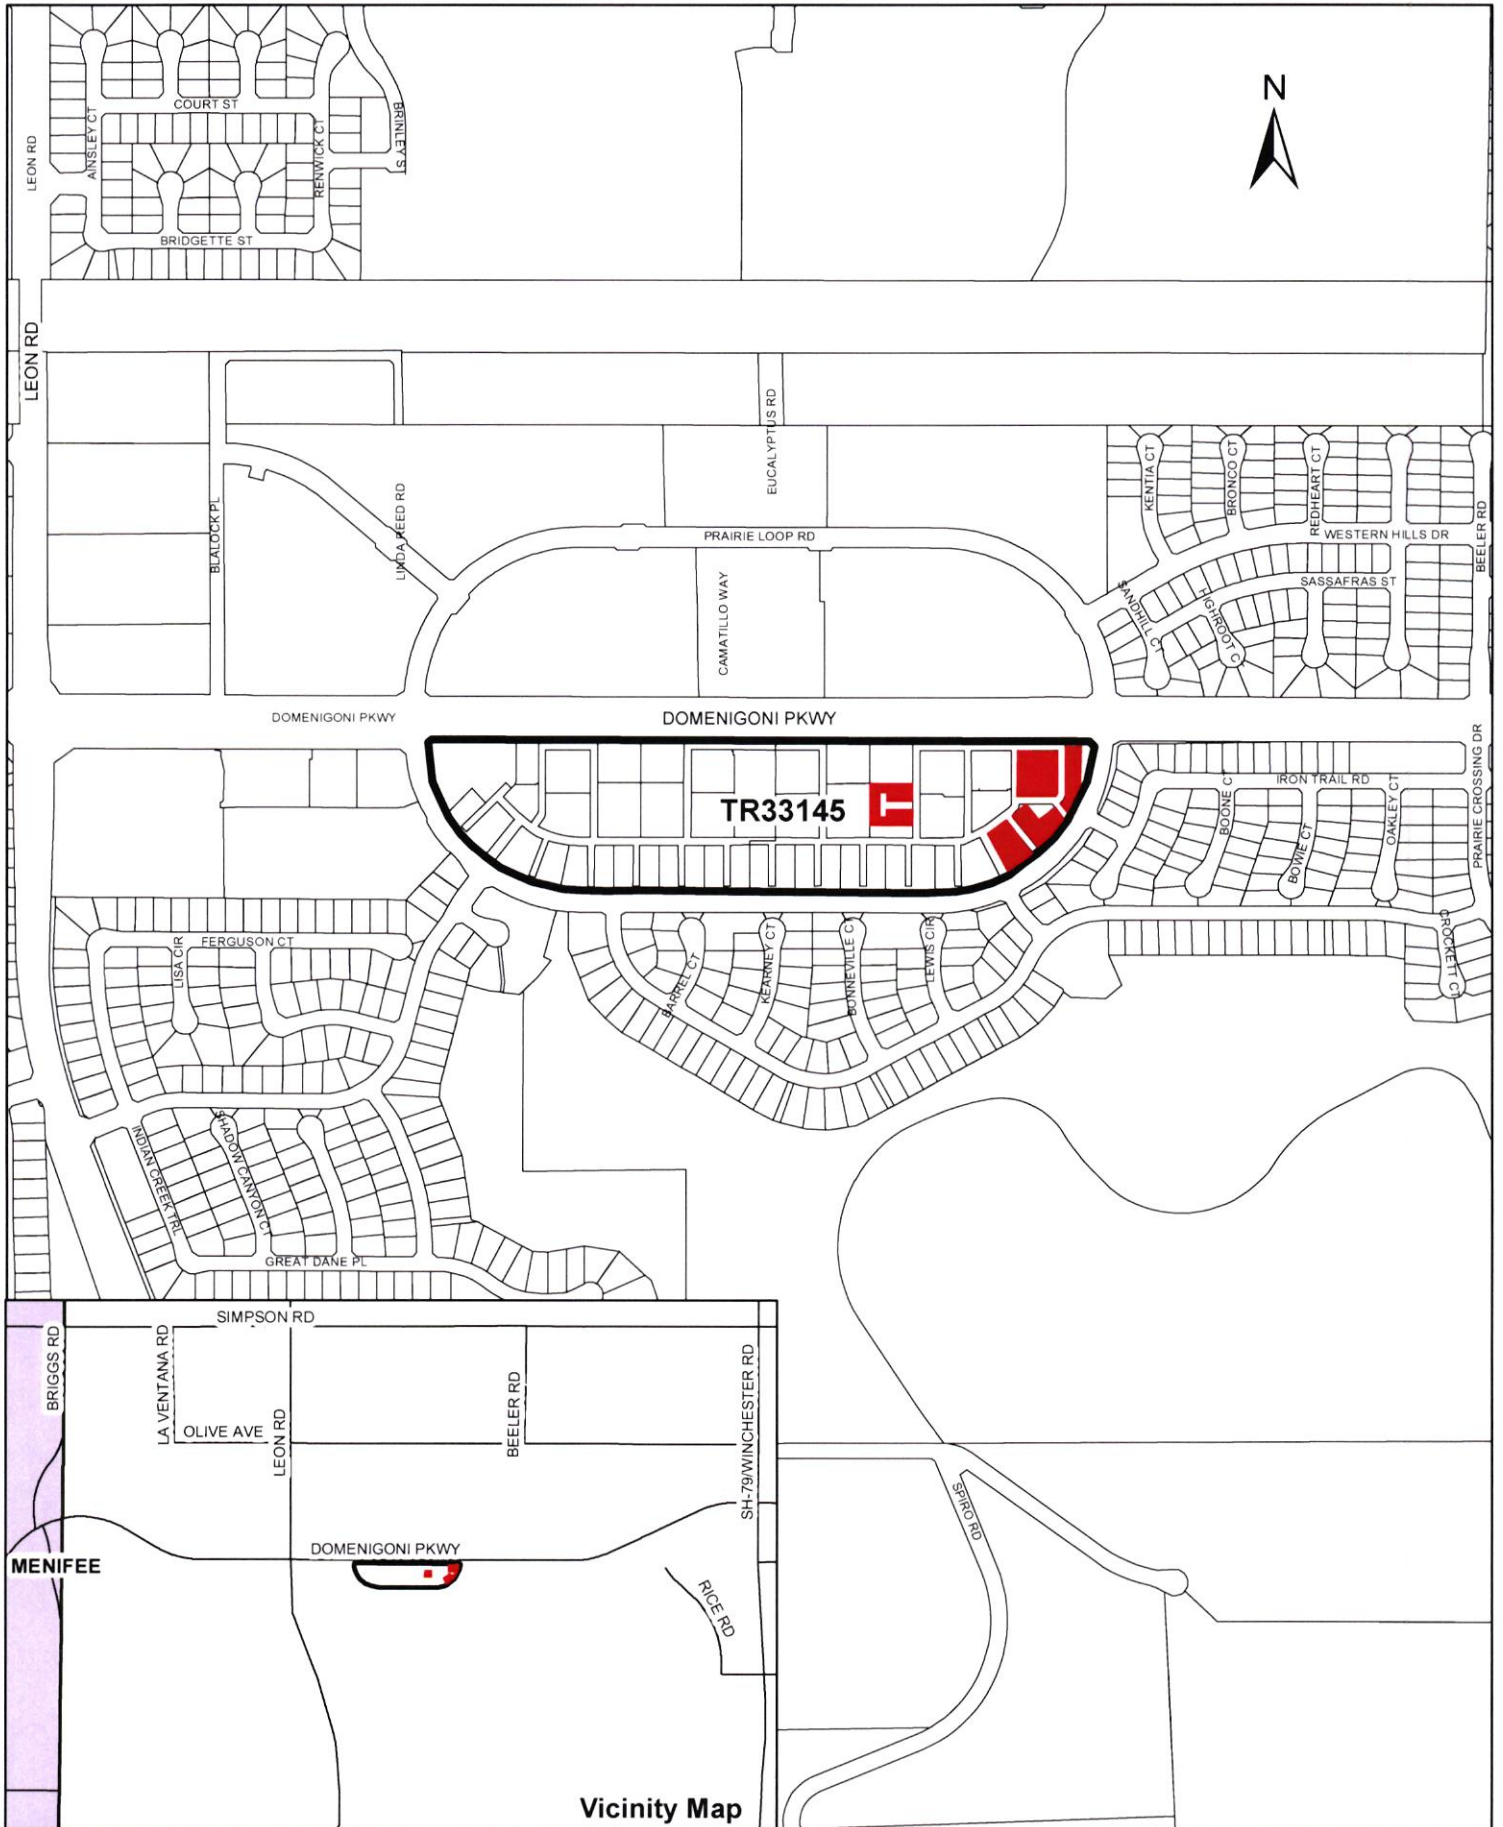 N
COURT ST
AINSLEY CT
RENWICK CT
BRINLEY ST
LEON RD
BRIDGETTE ST
LEON RD
EUCALYPTUS RD
KENTIA CT
BRONCO CT
REDHEART CT
BEELER RD
BLALOCK PL
LINDA REED RD
PRAIRIE LOOP RD
WESTERN HILLS DR
CAMATILLO WAY
SANDHILL CT
HIGHROOT C
SASSAFRAS ST
DOMENIGONI PKWY
DOMENIGONI PKWY
TR33145
IRON TRAIL RD
BOONE CT
BOWIE CT
OAKLEY CT
PRAIRIE CROSSING DR
FERGUSON CT
LISA CIR
BARREL CT
KEARNEY CT
BONNEVILLE CT
LEWIS CIR
CROCKETT CT
INDIAN CREEK TRL
SHADOW CANYON CT
GREAT DANE PL
SIMPSON RD
BRIGGS RD
LA VENTANA RD
OLIVE AVE
LEON RD
BEELER RD
SH-79/WINCHESTER RD
SPIRO RD
DOMENIGONI PKWY
MENIFEE
RICE RD
Vicinity Map